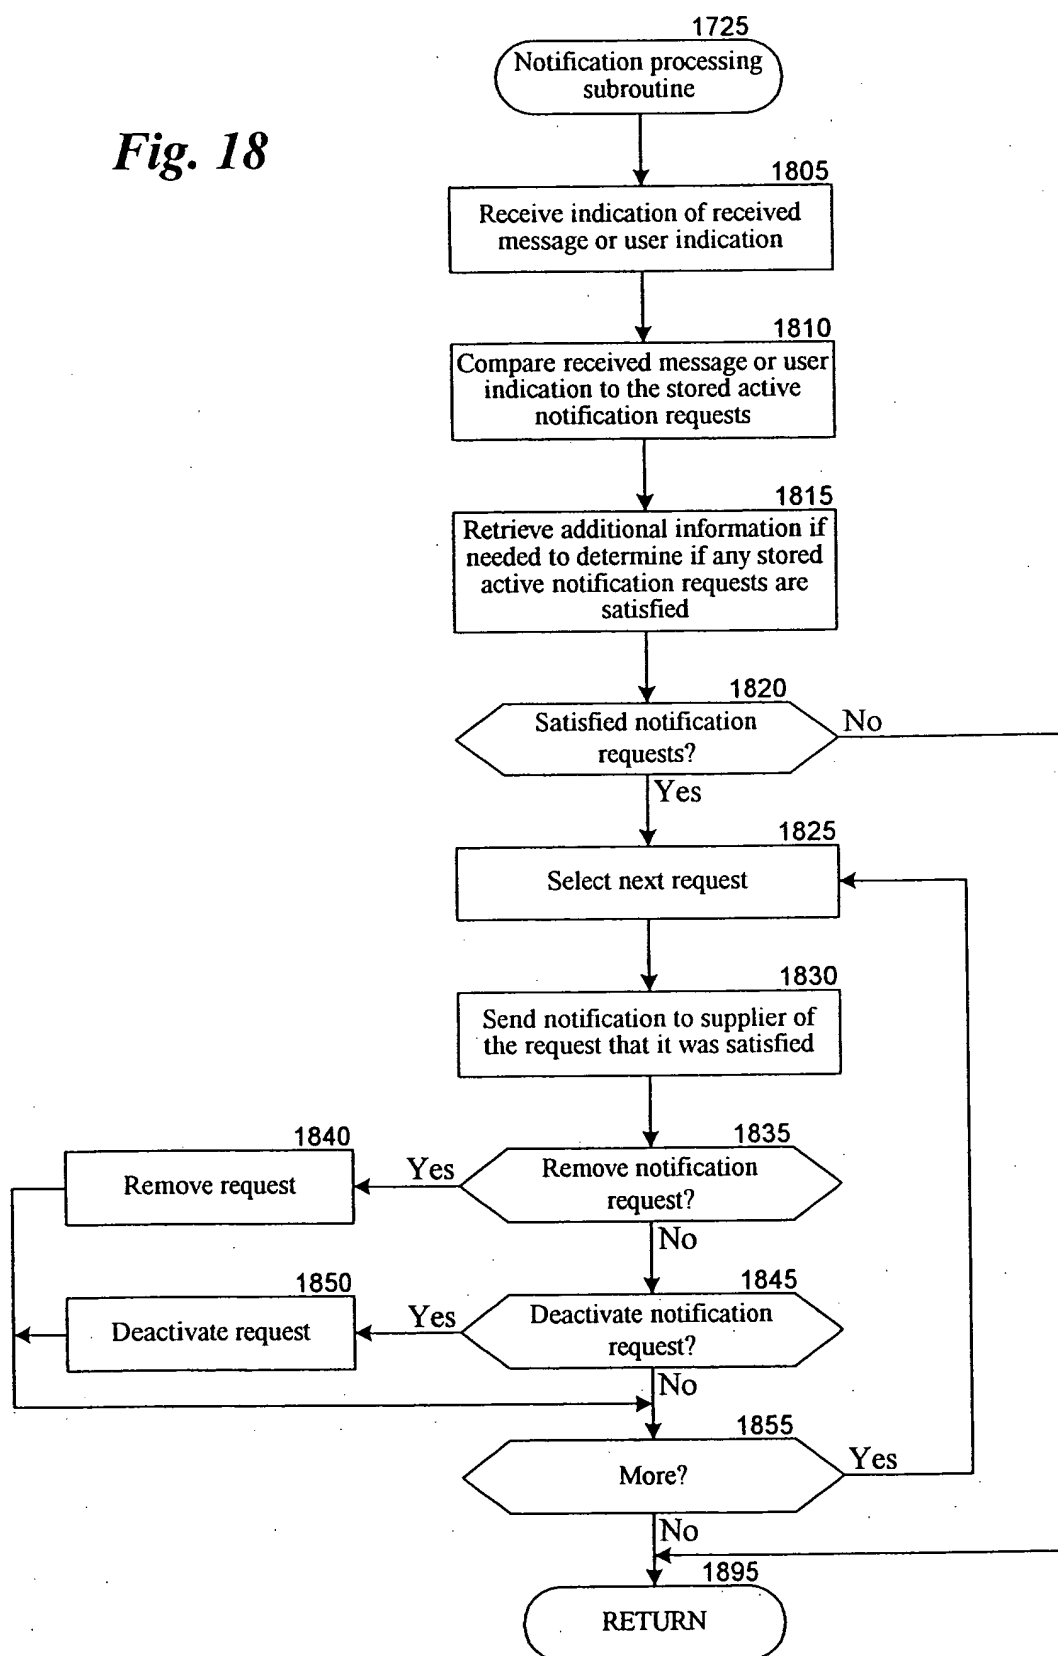 1725
Notification processing
subroutine
Fig. 18
1805
Receive indication of received
message or user indication
1810
Compare received message or user
indication to the stored active
notification requests
1815
Retrieve additional information if
needed to determine if any stored
active notification requests are
satisfied
1820
Satisfied notification
requests?
No
Yes
1825
Select next request
1830
Send notification to supplier of
the request that it was satisfied
1835
Remove notification
request?
Yes
1840
Remove request
No
1845
Deactivate notification
request?
Yes
1850
Deactivate request
No
1855
More?
Yes
No
1895
RETURN